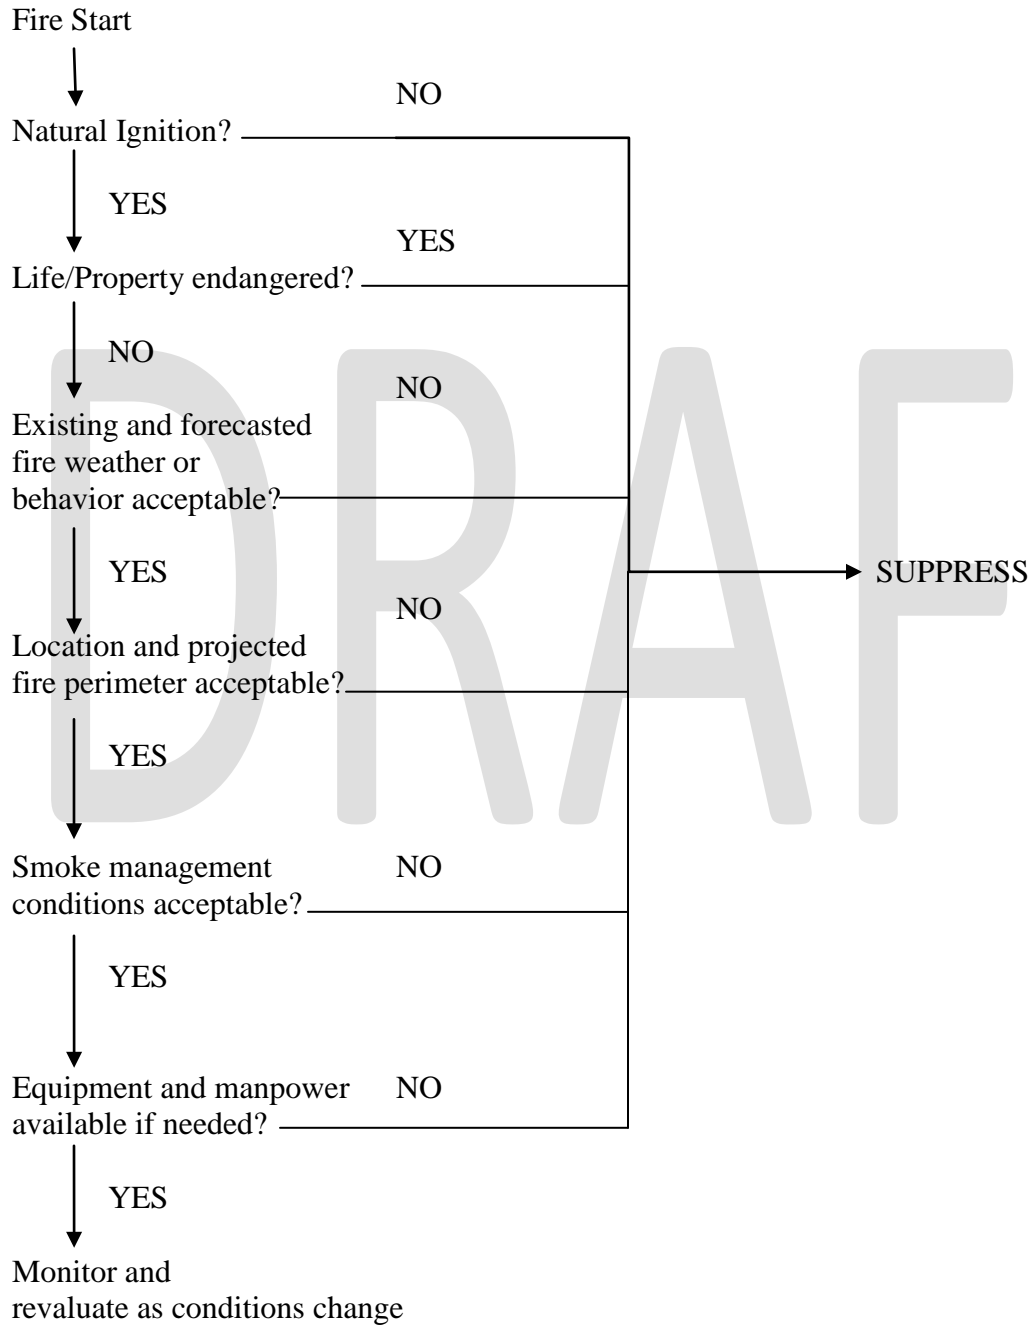 Fire Start
NO
Natural Ignition?
YES
YES
Life/Property endangered?
NO
NO
Existing and forecasted
fire weather or
behavior acceptable?
YES
SUPPRESS
NO
Location and projected
fire perimeter acceptable?
YES
Smoke management
NO
conditions acceptable?
YES
Equipment and manpower
NO
available if needed?
YES
Monitor and
revaluate as conditions change
DRAF